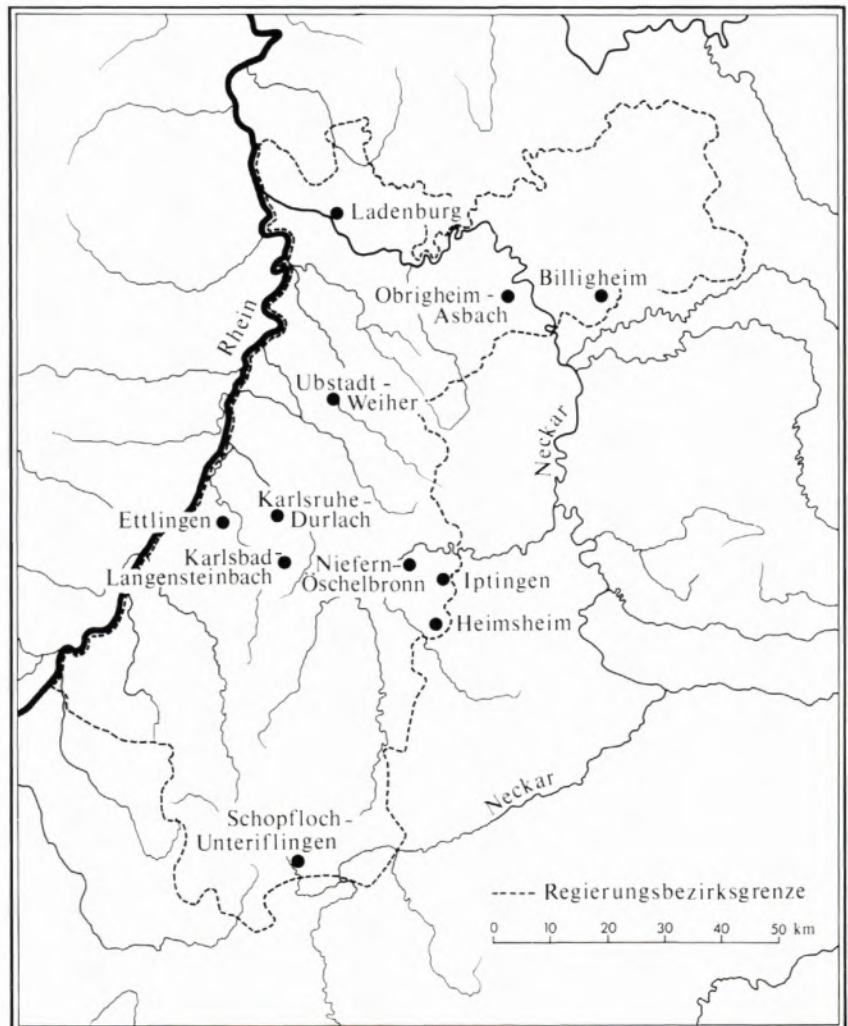 Ladenburg
Obrigheim -
Asbach
Billigheim
Rhein
Ubstadt -
Weiher
Neckar
Karlsruhe-
Durlach
Ettlingen
Karlsbad-
Langensteinbach
Niefern-
Öschelbronn
Iptingen
Heimsheim
Neckar
Schopfloch-
Unteriflingen
Regierungsbezirksgrenze
0 10 20 30 40 50 km